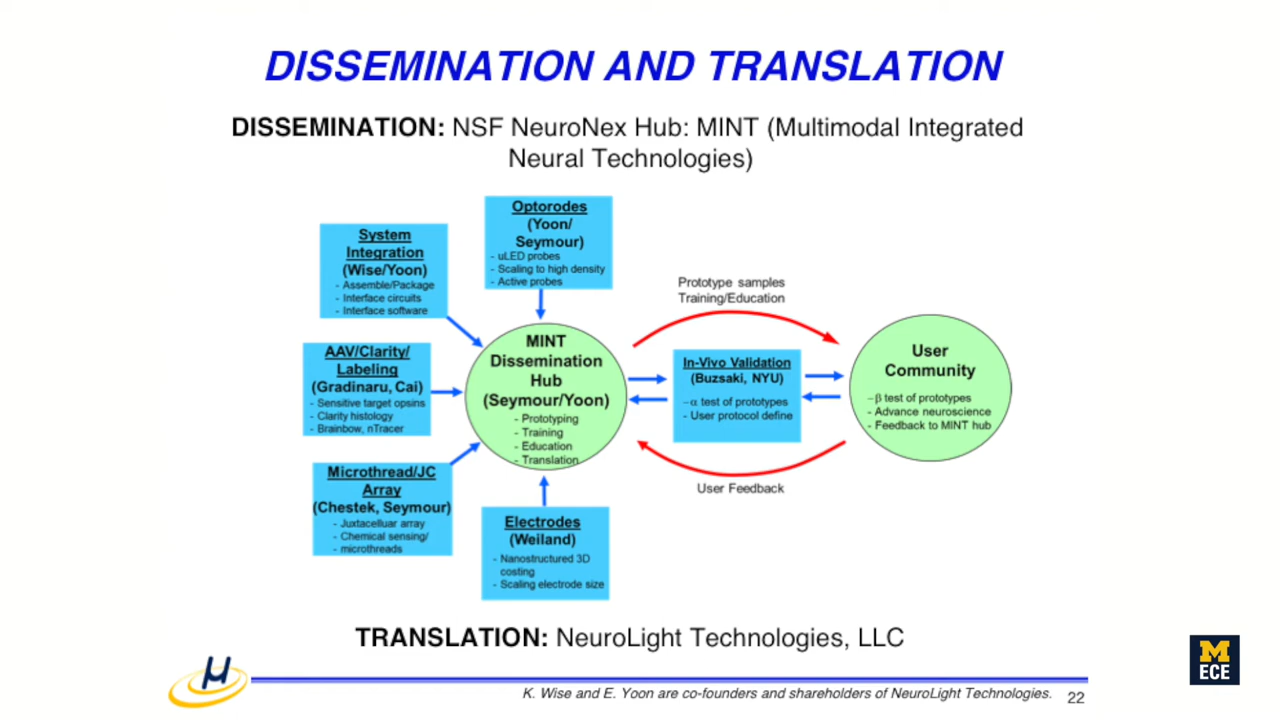 DISSEMINATION AND TRANSLATION
DISSEMINATION: NSF NeuroNex Hub: MINT (Multimodal Integrated
Neural Technologies)
Optorodes
(Yoon/
Seymour)
- uLED probes
- Scaling to high density
- Active probes
System
Integration
(Wise/Yoon)
- Assemble/Package
- Interface circuits
- Interface software
AAV/Clarity/
Labeling
(Gradinaru, Cai)
- Sensitive target opsins
- Clarity histology
- Brainbow, nTracer
Microthread/JC
Array
(Chestek, Seymour)
- Juxtacelluar array
- Chemical sensing/
- microthreads
Electrodes
(Weiland)
- Nanostructured 3D
costing
- Scaling electrode size
MINT
Dissemination
Hub
(Seymour/Yoon)
- Prototyping
- Training
- Education
- Translation
Prototype samples
Training/Education
In-Vivo Validation
(Buzsaki, NYU)
-α test of prototypes
- User protocol define
User Feedback
User
Community
-β test of prototypes
- Advance neuroscience
- Feedback to MINT hub
TRANSLATION: NeuroLight Technologies, LLC
μ
K. Wise and E. Yoon are co-founders and shareholders of NeuroLight Technologies. 22
M
ECE